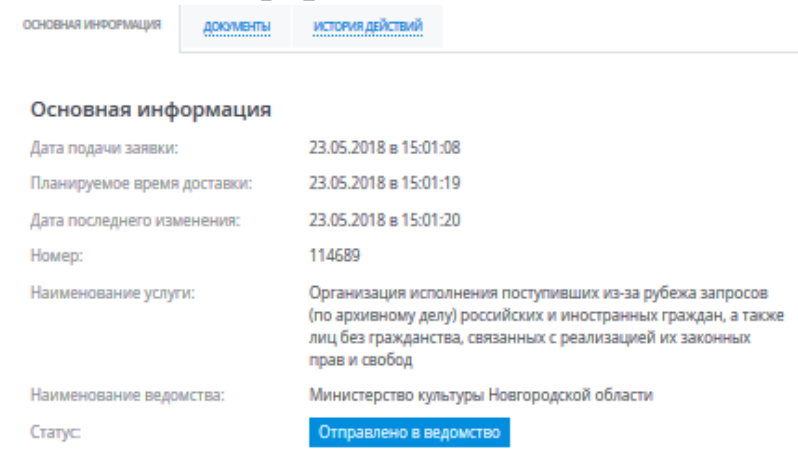 ОСНОВНАЯ ИНФОРМАЦИЯ ДОКУМЕНТЫ ИСТОРИЯ ДЕЙСТВИЙ
Основная информация
Дата подачи заявки: 23.05.2018 в 15:01:08
Планируемое время доставки: 23.05.2018 в 15:01:19
Дата последнего изменения: 23.05.2018 в 15:01:20
Номер: 114689
Наименование услуги: Организация исполнения поступивших из-за рубежа запросов
(по архивному делу) российских и иностранных граждан, а также
лиц без гражданства, связанных с реализацией их законных
прав и свобод
Наименование ведомства: Министерство культуры Новгородской области
Статус: Отправлено в ведомство